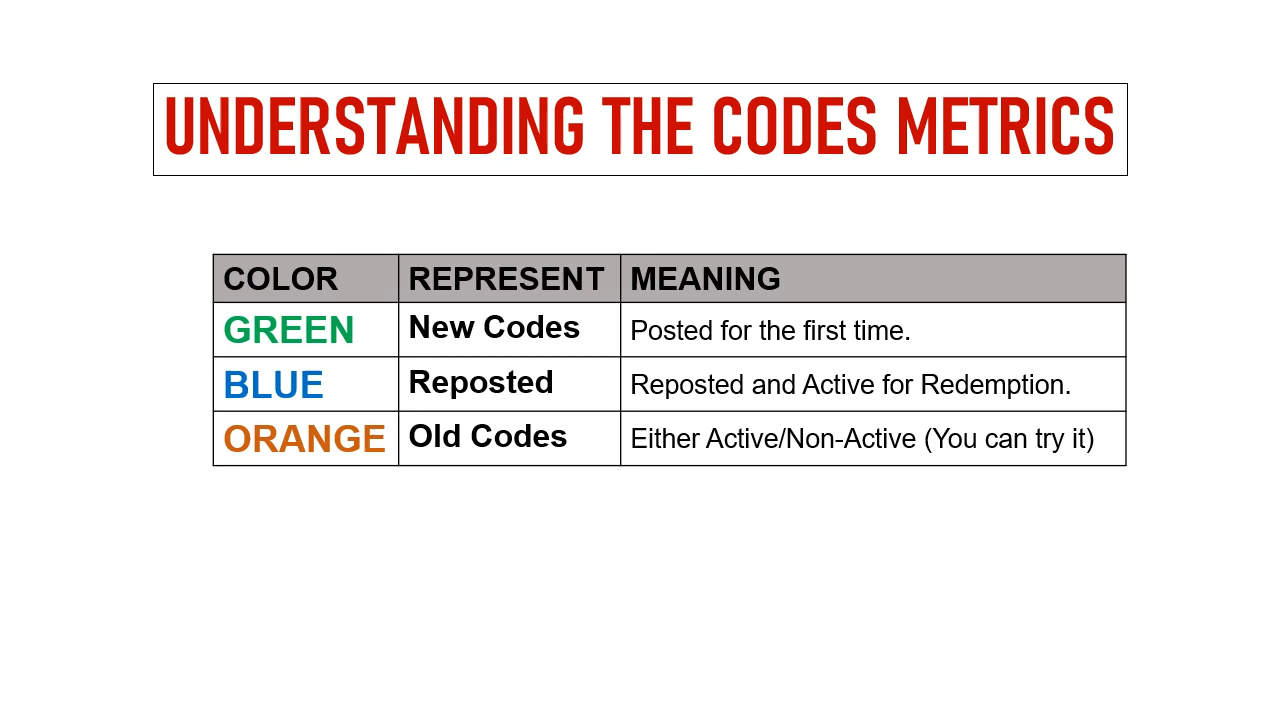 UNDERSTANDING THE CODES METRICS
COLOR REPRESENT MEANING
GREEN New Codes Posted for the first time.
BLUE Reposted Reposted and Active for Redemption.
ORANGE Old Codes Either Active/Non-Active (You can try it)